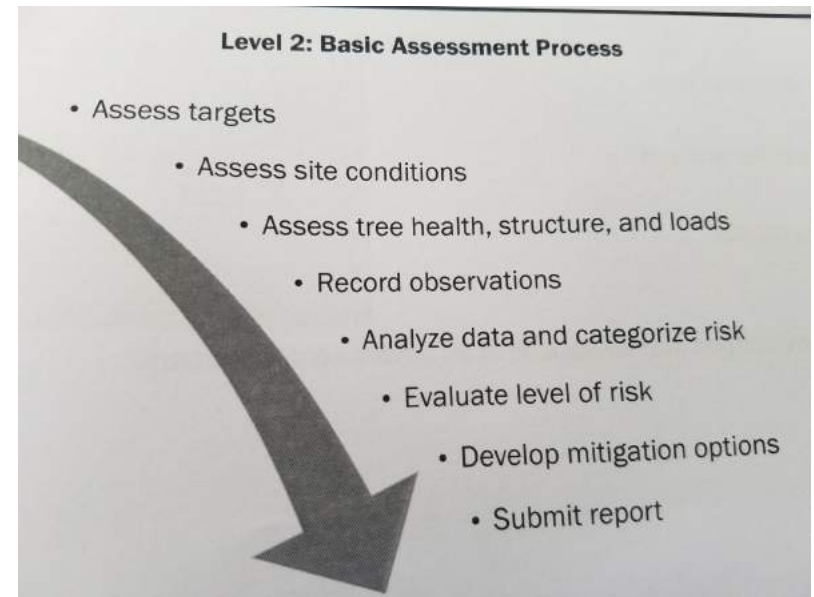 Level 2: Basic Assessment Process
• Assess targets
• Assess site conditions
• Assess tree health, structure, and loads
• Record observations
• Analyze data and categorize risk
• Evaluate level of risk
• Develop mitigation options
• Submit report